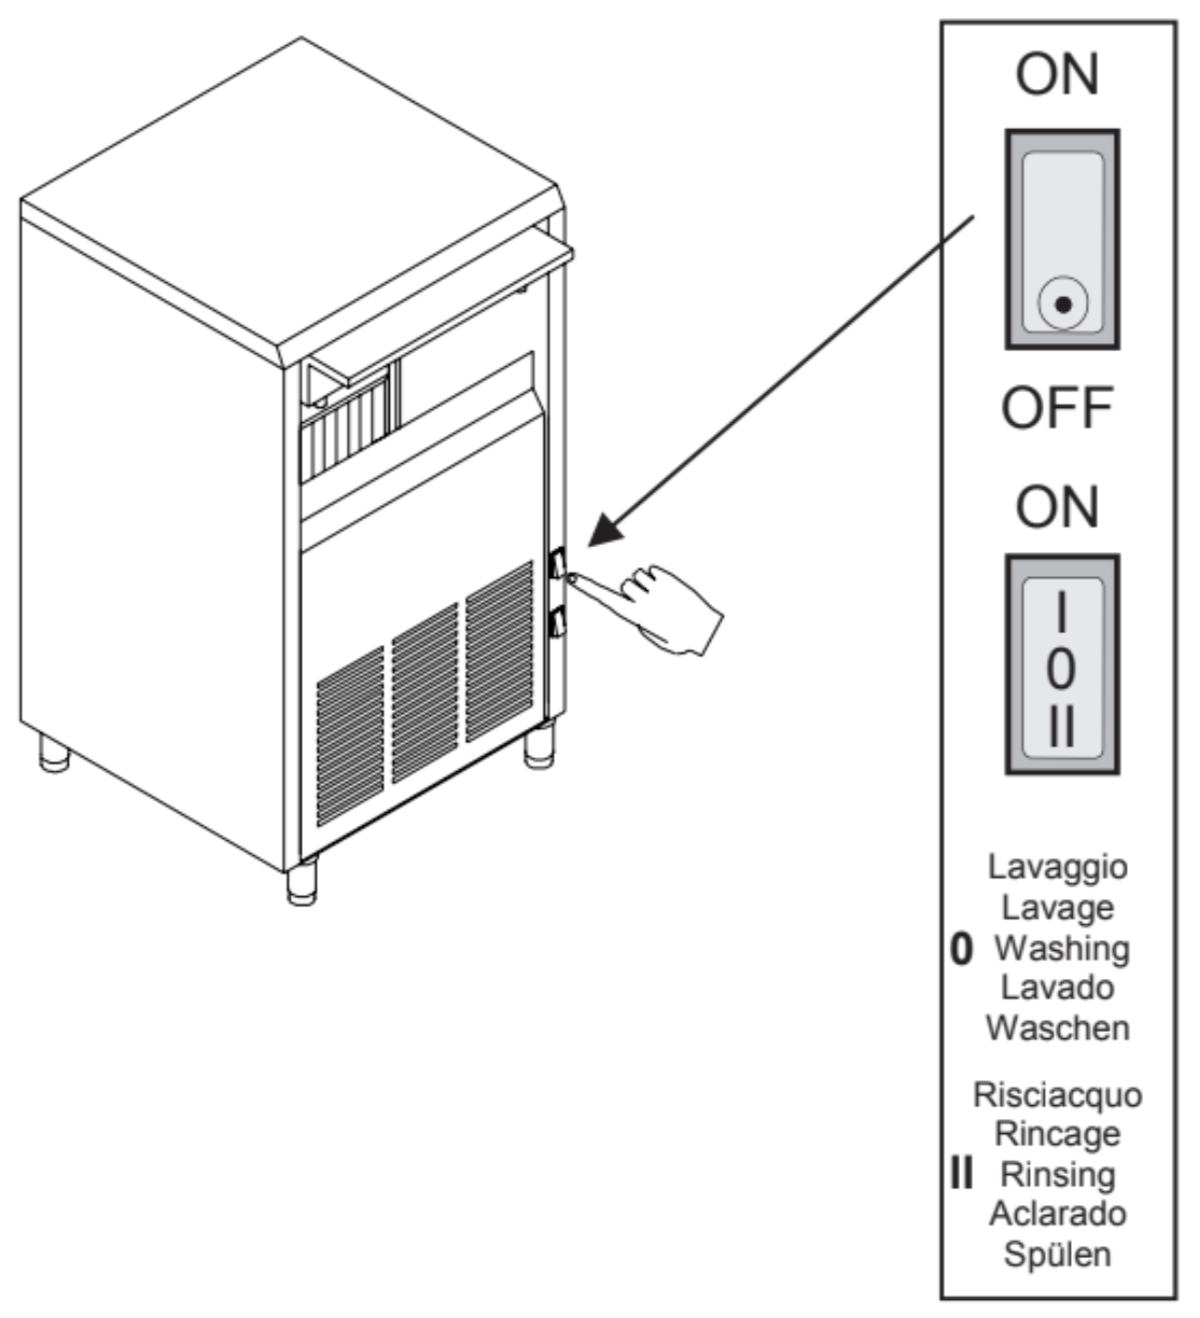 ON
OFF
ON
I
0
II
Lavaggio
Lavage
0 Washing
Lavado
Waschen
Risciacquo
Rincage
II Rinsing
Aclarado
Spülen